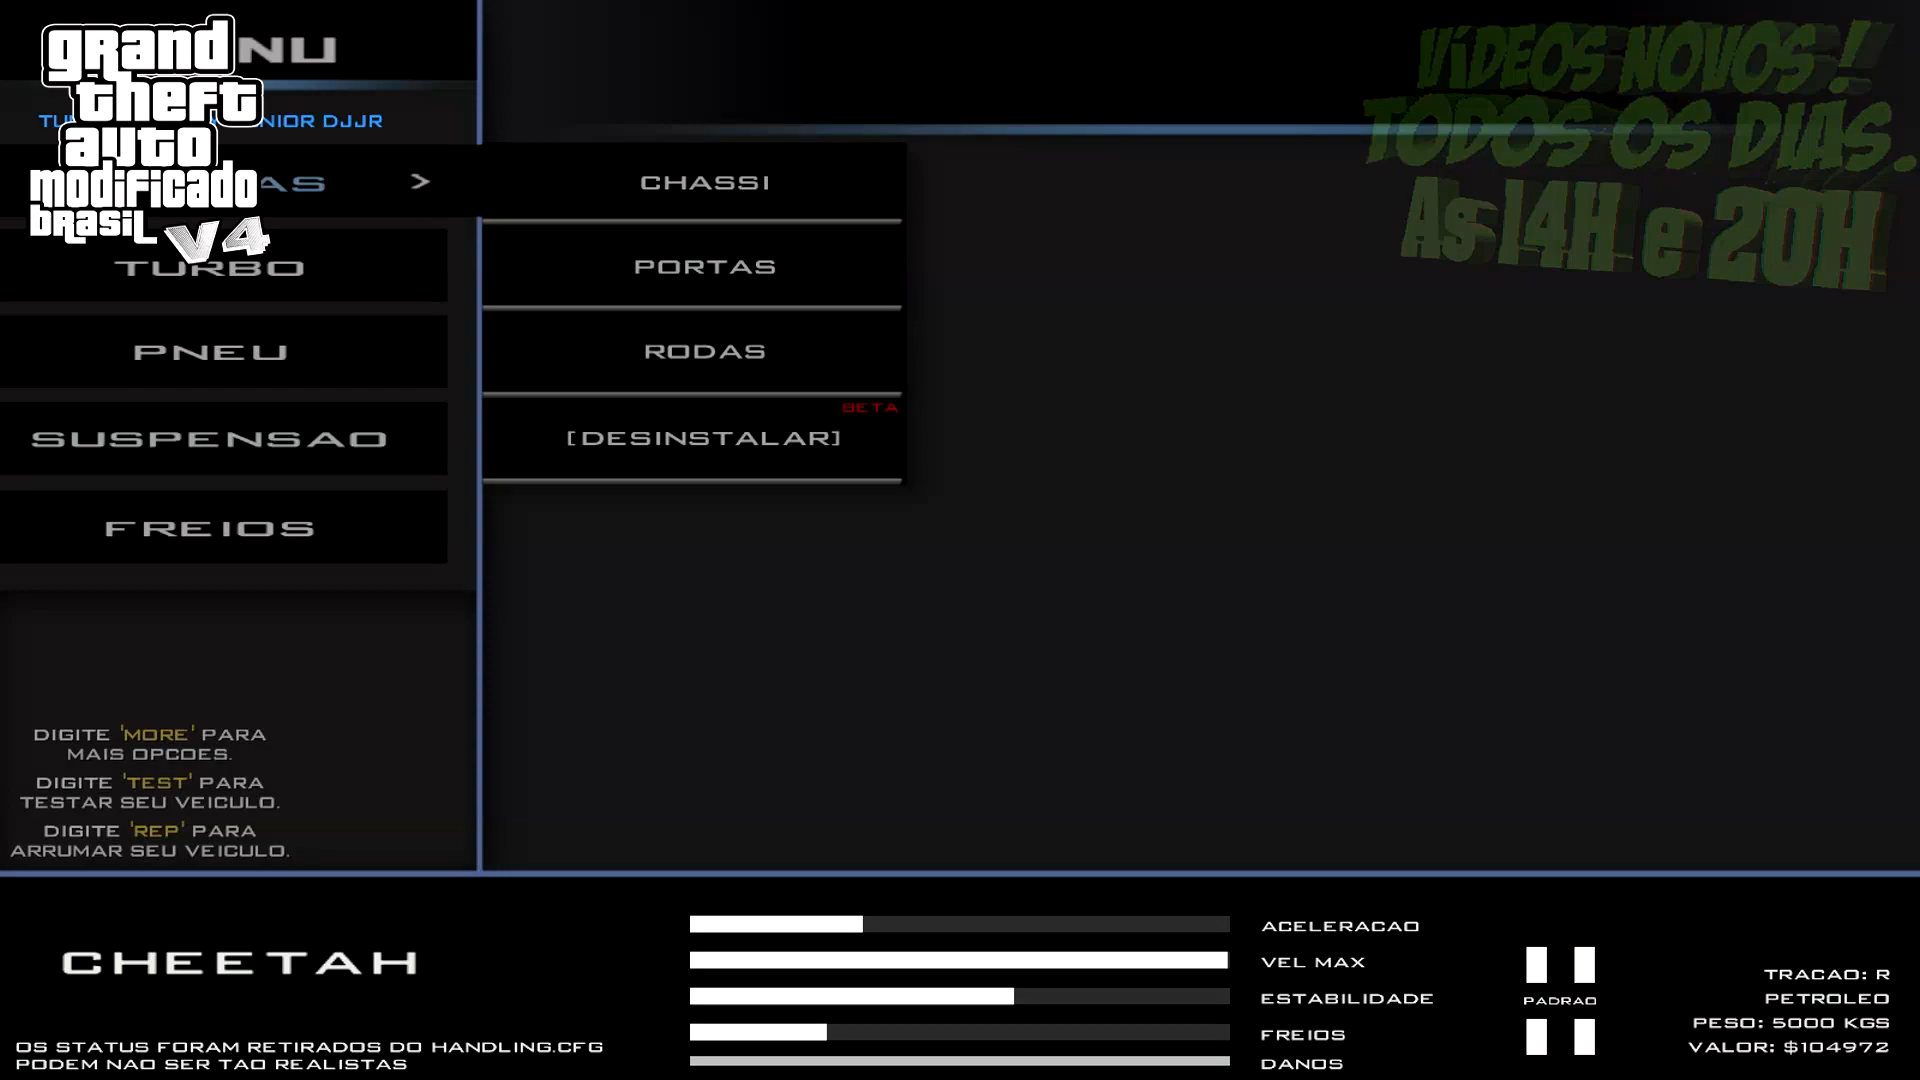 grand
theft
auto
modificado
brasil V4
NIOR DJJR
AS >
TURBO
PNEU
SUSPENSAO
FREIOS
CHASSI
PORTAS
RODAS
BETA
[DESINSTALAR]
VÍDEOS NOVOS!
TODOS OS DIAS.
As 14H e 20H
DIGITE 'MORE' PARA
MAIS OPCOES.
DIGITE 'TEST' PARA
TESTAR SEU VEICULO.
DIGITE 'REP' PARA
ARRUMAR SEU VEICULO.
CHEETAH
OS STATUS FORAM RETIRADOS DO HANDLING.CFG
PODEM NAO SER TAO REALISTAS
ACELERACAO
VEL MAX
ESTABILIDADE
FREIOS
DANOS
PADRAO
TRACAO: R
PETROLEO
PESO: 5000 KGS
VALOR: $104972